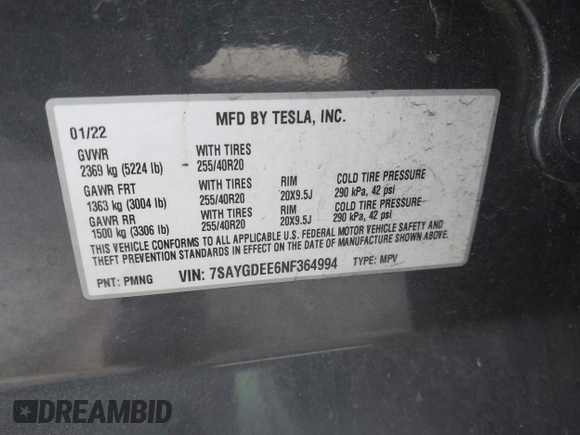 MFD BY TESLA, INC.
01/22
GVWR WITH TIRES
2369 kg (5224 lb) 255/40R20
GAWR FRT WITH TIRES RIM COLD TIRE PRESSURE
1363 kg (3004 lb) 255/40R20 20X9.5J 290 kPa, 42 psi
GAWR RR WITH TIRES RIM COLD TIRE PRESSURE
1500 kg (3306 lb) 255/40R20 20X9.5J 290 kPa, 42 psi
THIS VEHICLE CONFORMS TO ALL APPLICABLE U.S. FEDERAL MOTOR VEHICLE SAFETY AND
THEFT PREVENTION STANDARDS IN EFFECT ON THE DATE OF MANUFACTURE SHOWN ABOVE.
PNT: PMNG VIN: 7SAYGDEE6NF364994 TYPE: MPV
DREAMBID